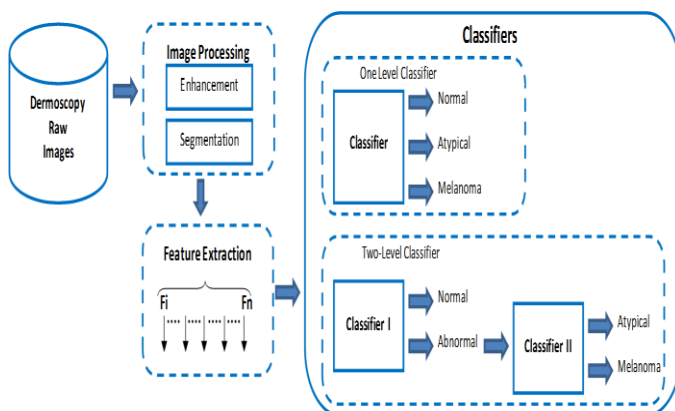 Dermoscopy
Raw
Images
Image Processing
Enhancement
Segmentation
Feature Extraction
Fi Fn
.... .... .... ....
Classifiers
One Level Classifier
Classifier
Normal
Atypical
Melanoma
Two-Level Classifier
Classifier I
Normal
Abnormal
Classifier II
Atypical
Melanoma